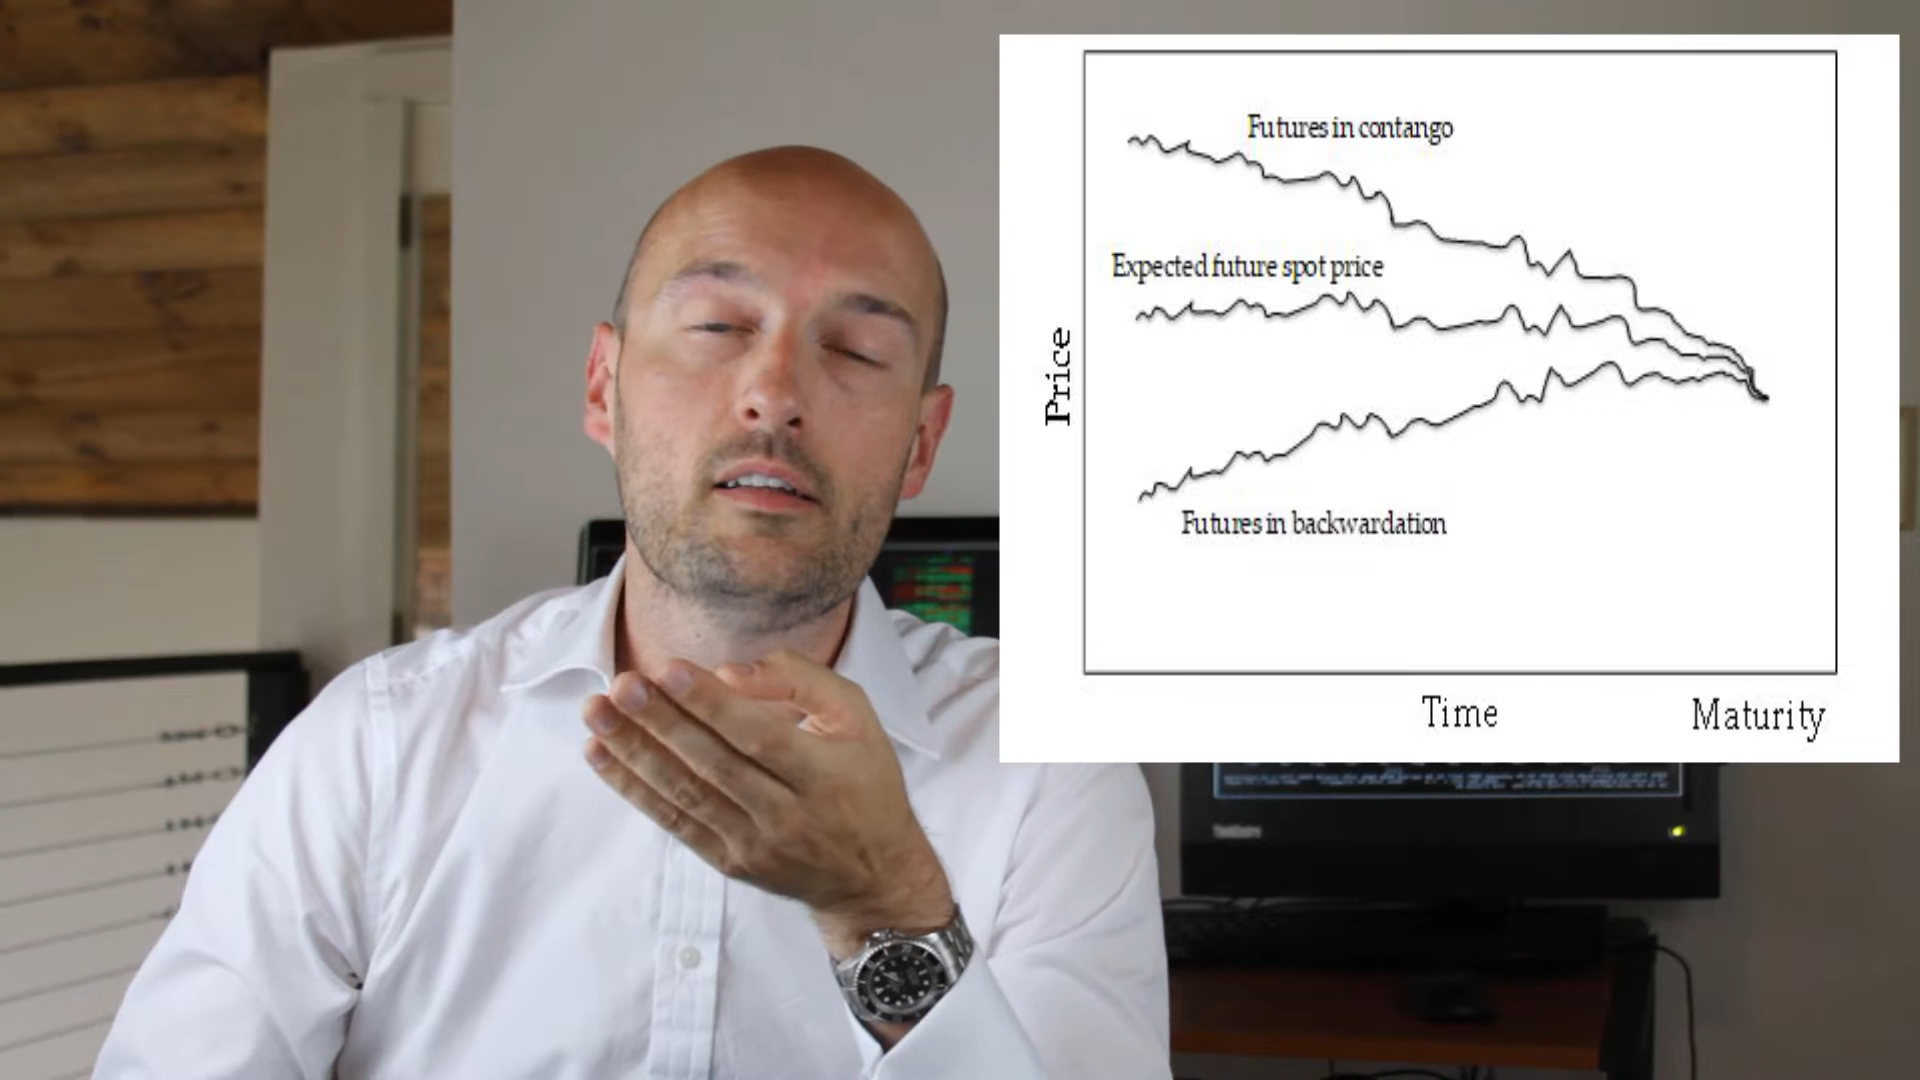 Futures in contango
Expected future spot price
Price
Futures in backwardation
Time
Maturity